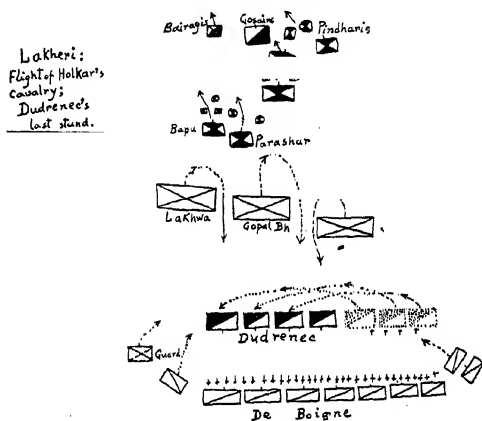 Lakheri;
Flight of Holkar's
Cavalry;
Dudrenec's
last stand.
Bairagis
Gosains
Pindharis
Bapu
Parashur
Lakhwa
Gopal Bh
Dudrenec
Guard
De Boigne